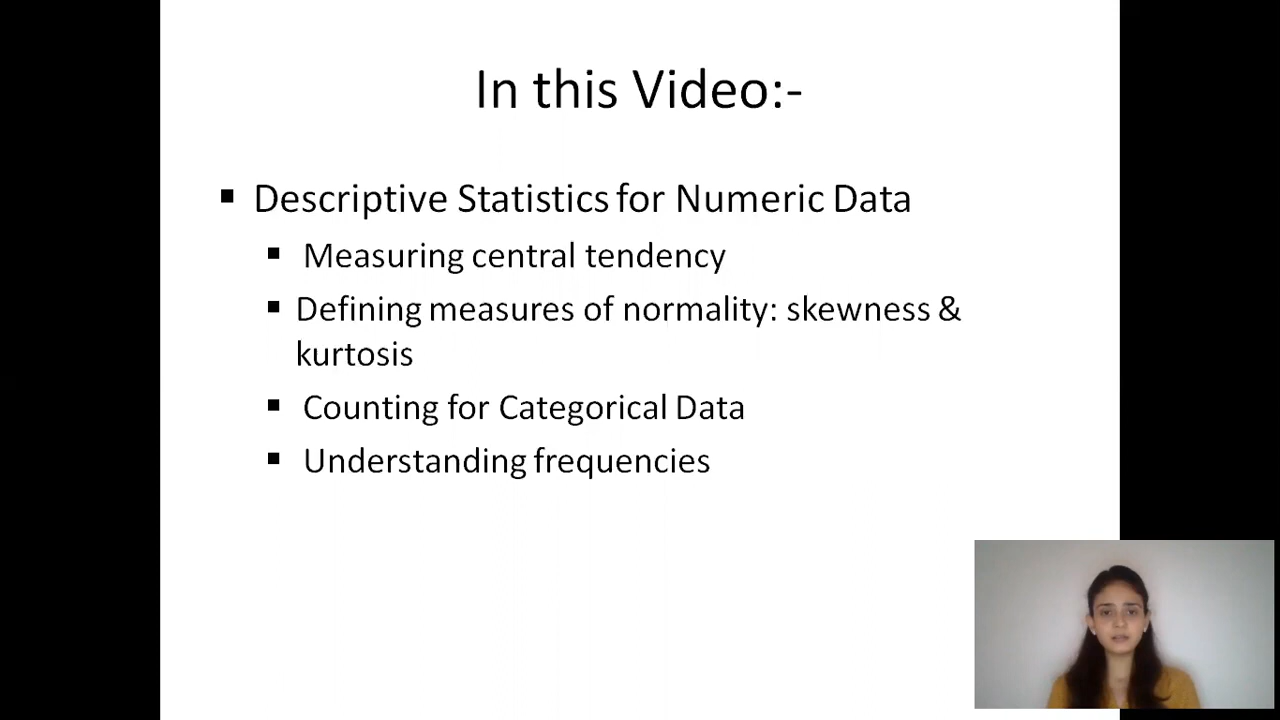 In this Video:-
▪ Descriptive Statistics for Numeric Data
▪ Measuring central tendency
▪ Defining measures of normality: skewness &
kurtosis
▪ Counting for Categorical Data
▪ Understanding frequencies